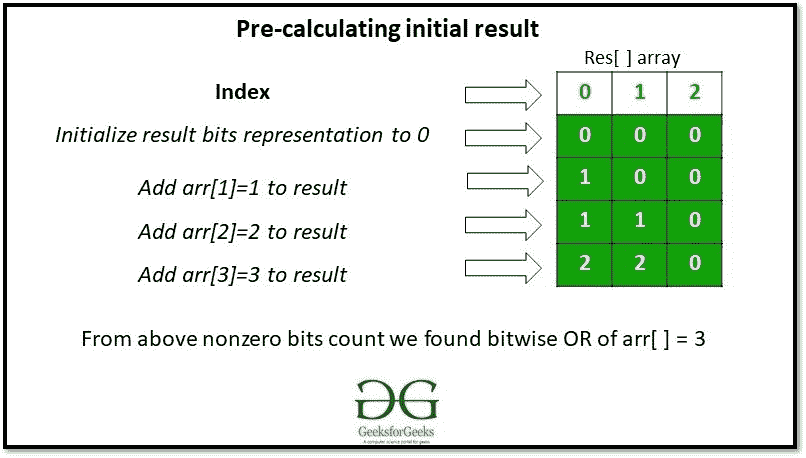 Pre-calculating initial result
Res[ ] array
Index 0 1 2
Initialize result bits representation to 0 0 0 0
Add arr[1]=1 to result 1 0 0
Add arr[2]=2 to result 1 1 0
Add arr[3]=3 to result 2 2 0
From above nonzero bits count we found bitwise OR of arr[ ] = 3
GeeksforGeeks
A computer science portal for geeks